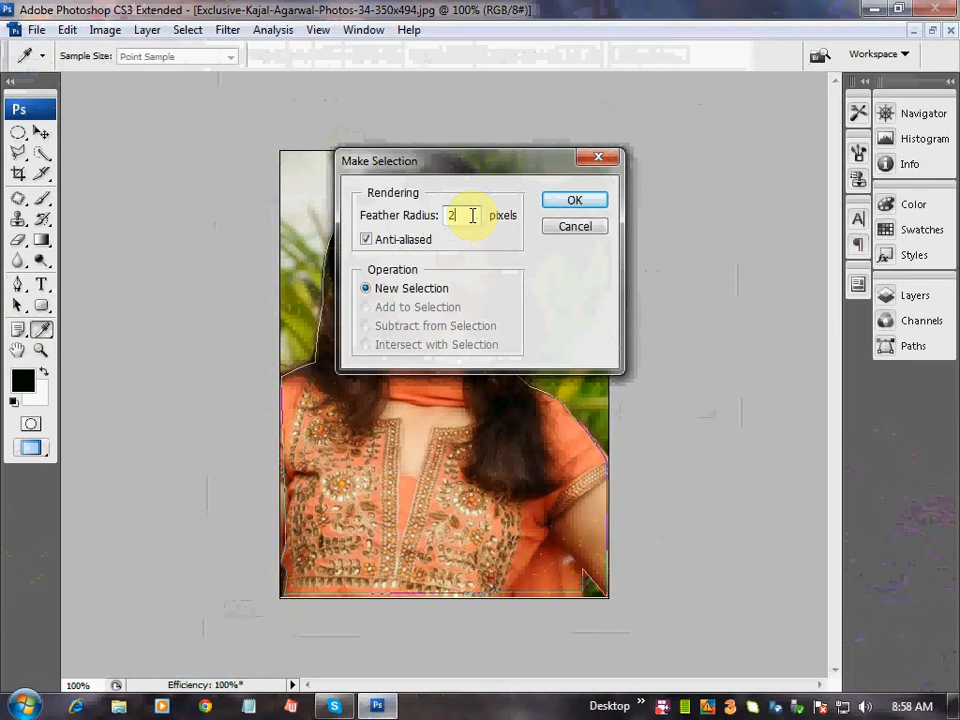 Adobe Photoshop CS3 Extended - [Exclusive-Kajal-Agarwal-Photos-34-350x494.jpg @ 100% (RGB/8#)]
File Edit Image Layer Select Filter Analysis View Window Help
Sample Size: Point Sample
Workspace
Ps
Make Selection
Rendering
Feather Radius: 2 pixels
Anti-aliased
OK
Cancel
Operation
New Selection
Add to Selection
Subtract from Selection
Intersect with Selection
Navigator
Histogram
Info
Color
Swatches
Styles
Layers
Channels
Paths
100%
Efficiency: 100%*
Desktop
8:58 AM